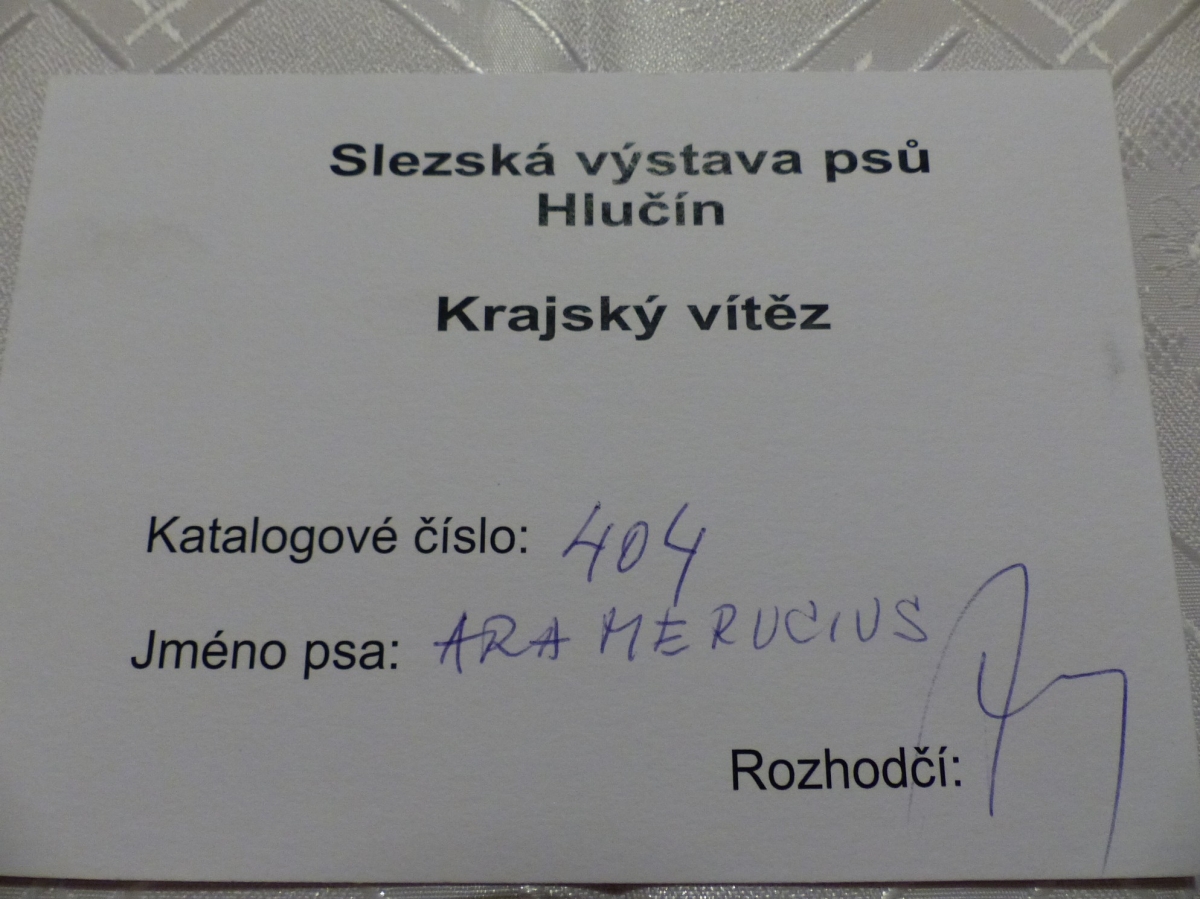 Slezská výstava psů
Hlučín
Krajský vítěz
Katalogové číslo: 404
Jméno psa: ARA MERUCIUS
Rozhodčí: